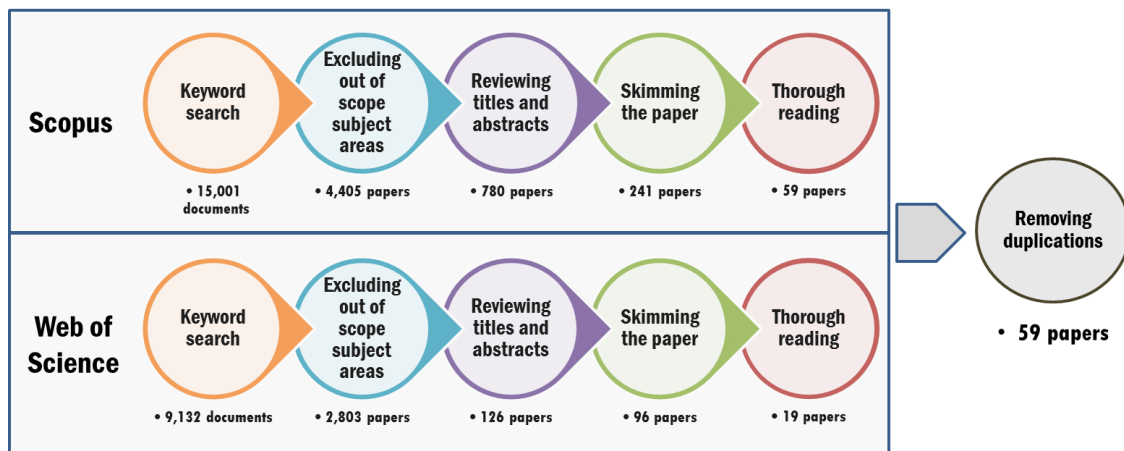 Scopus
Keyword
search
• 15,001
documents
Excluding
out of
scope
subject
areas
• 4,405 papers
Reviewing
titles and
abstracts
• 780 papers
Skimming
the paper
• 241 papers
Thorough
reading
• 59 papers
Web of
Science
Keyword
search
• 9,132 documents
Excluding
out of
scope
subject
areas
• 2,803 papers
Reviewing
titles and
abstracts
• 126 papers
Skimming
the paper
• 96 papers
Thorough
reading
• 19 papers
Removing
duplications
• 59 papers